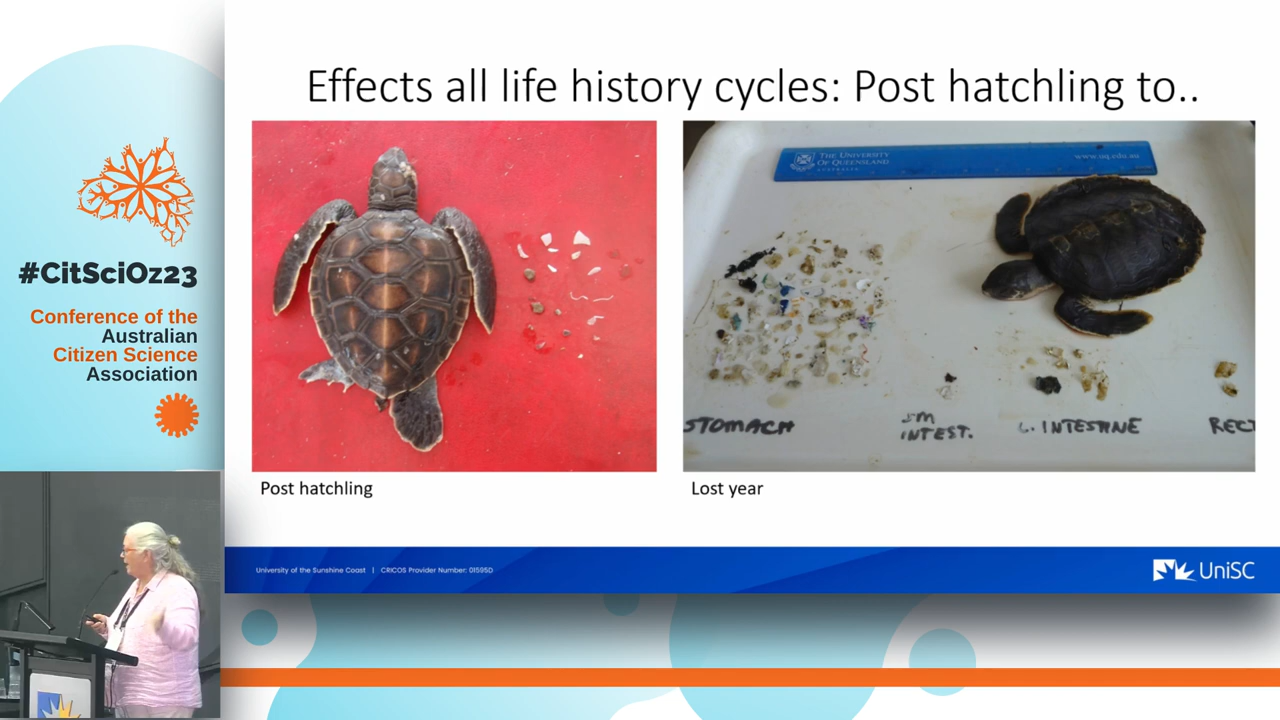 Effects all life history cycles: Post hatchling to..
#CitSciOz23
Conference of the
Australian
Citizen Science
Association
THE UNIVERSITY
OF QUEENSLAND
AUSTRALIA
www.uq.edu.au
STOMACH
SM
INTEST.
L. INTESTINE
RECT
Post hatchling
Lost year
University of the Sunshine Coast | CRICOS Provider Number: 01595D
UniSC